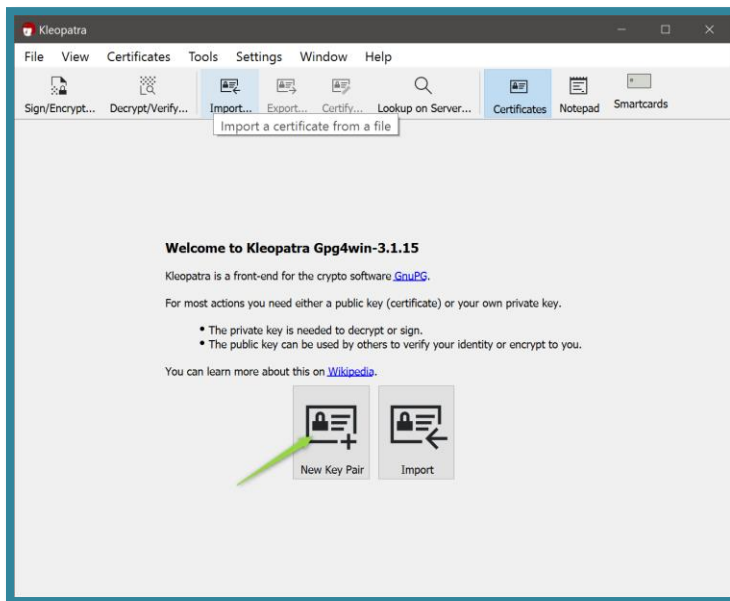 Kleopatra
File View Certificates Tools Settings Window Help
Sign/Encrypt... Decrypt/Verify... Import... Export... Certify... Lookup on Server... Certificates Notepad Smartcards
Import a certificate from a file
Welcome to Kleopatra Gpg4win-3.1.15
Kleopatra is a front-end for the crypto software GnuPG.
For most actions you need either a public key (certificate) or your own private key.
• The private key is needed to decrypt or sign.
• The public key can be used by others to verify your identity or encrypt to you.
You can learn more about this on Wikipedia.
New Key Pair Import